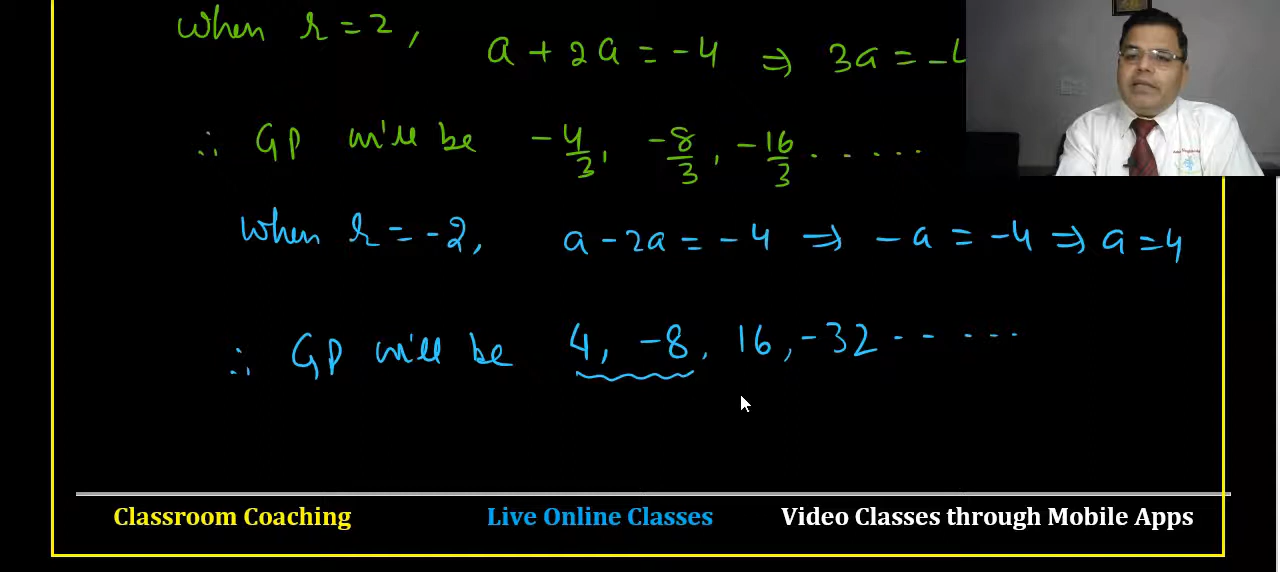 When r = 2, a + 2a = -4 ⇒ 3a = -4
∴ GP will be -4/3, -8/3, -16/3 .....
When r = -2, a - 2a = -4 ⇒ -a = -4 ⇒ a = 4
∴ GP will be 4, -8, 16, -32 ------
Classroom Coaching Live Online Classes Video Classes through Mobile Apps